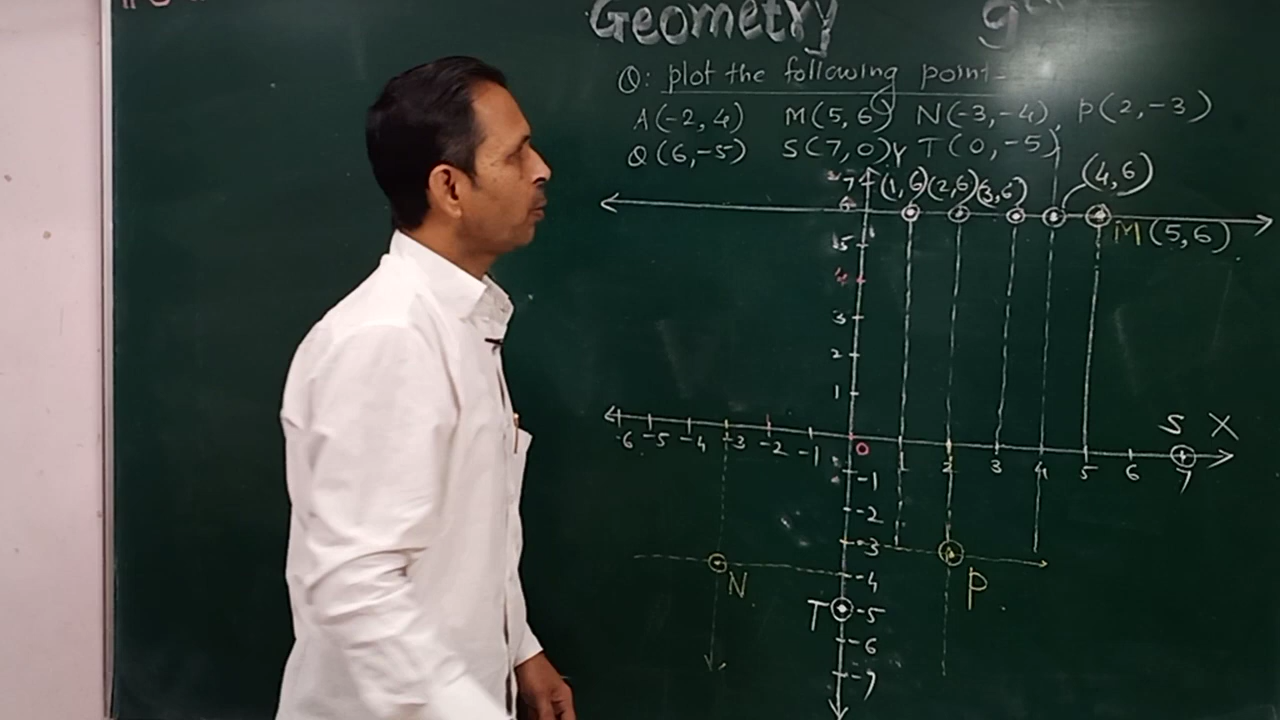 Geometry 9th
Q: plot the following point
A(-2, 4) M(5, 6) N(-3, -4), P(2, -3)
Q(6, -5) S(7, 0), T(0, -5)
7 (1, 6) (2, 6) (3, 6) (4, 6)
6
M(5, 6)
5
4
3
2
1
S X
-6 -5 -4 -3 -2 -1 0 1 2 3 4 5 6 7
-1
-2
-3
P
-4
N
T -5
-6
-7